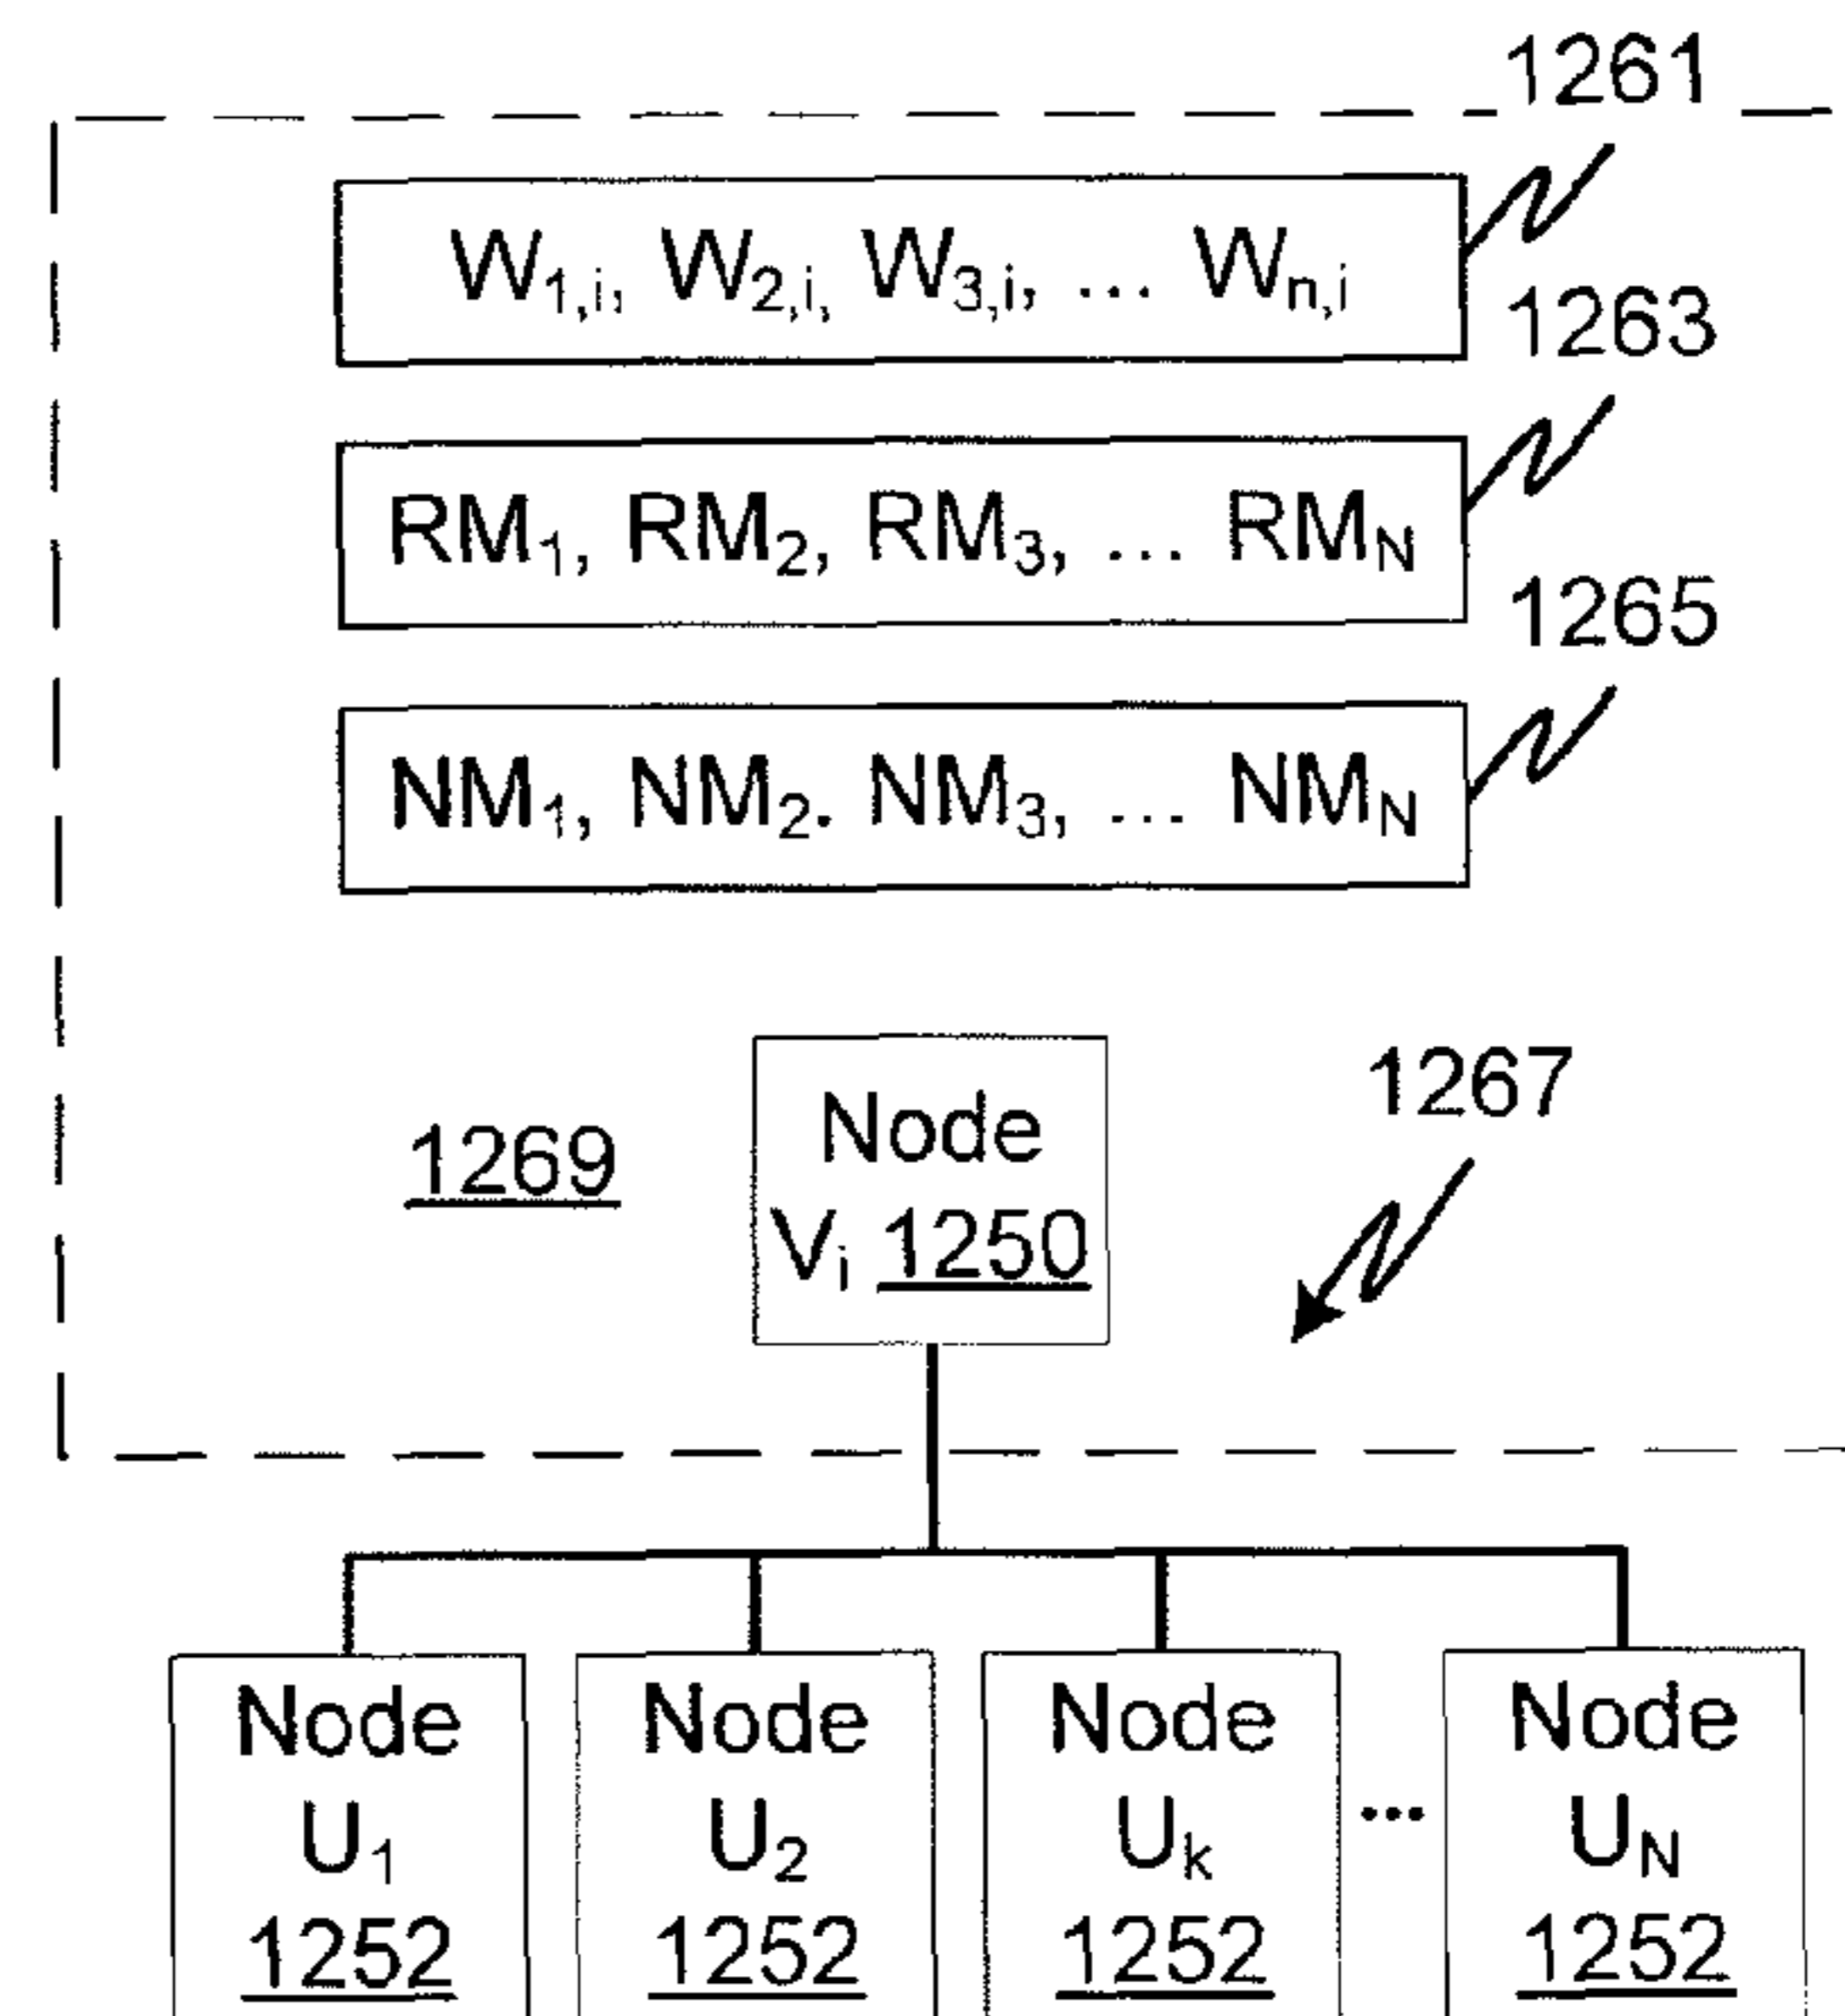 1261
W1,i, W2,i, W3,i, ... Wn,i
1263
RM1, RM2, RM3, ... RMN
1265
NM1, NM2. NM3, ... NMN
1267
1269
Node
Vi 1250
Node Node Node Node
U1 U2 Uk ... UN
1252 1252 1252 1252